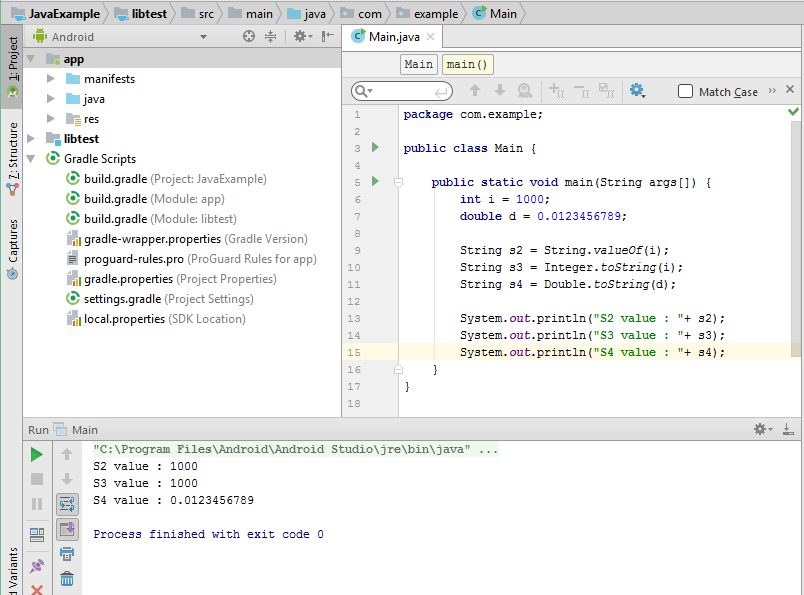 JavaExample libtest src main java com example Main
Android
Main.java
1: Project
7: Structure
Captures
d Variants
app
manifests
java
res
libtest
Gradle Scripts
build.gradle (Project: JavaExample)
build.gradle (Module: app)
build.gradle (Module: libtest)
gradle-wrapper.properties (Gradle Version)
proguard-rules.pro (ProGuard Rules for app)
gradle.properties (Project Properties)
settings.gradle (Project Settings)
local.properties (SDK Location)
Main main()
Match Case »
1 package com.example;
2
3 public class Main {
4
5 public static void main(String args[]) {
6 int i = 1000;
7 double d = 0.0123456789;
8
9 String s2 = String.valueOf(i);
10 String s3 = Integer.toString(i);
11 String s4 = Double.toString(d);
12
13 System.out.println("S2 value : "+ s2);
14 System.out.println("S3 value : "+ s3);
15 System.out.println("S4 value : "+ s4);
16 }
17 }
18
Run Main
"C:\Program Files\Android\Android Studio\jre\bin\java" ...
S2 value : 1000
S3 value : 1000
S4 value : 0.0123456789
Process finished with exit code 0